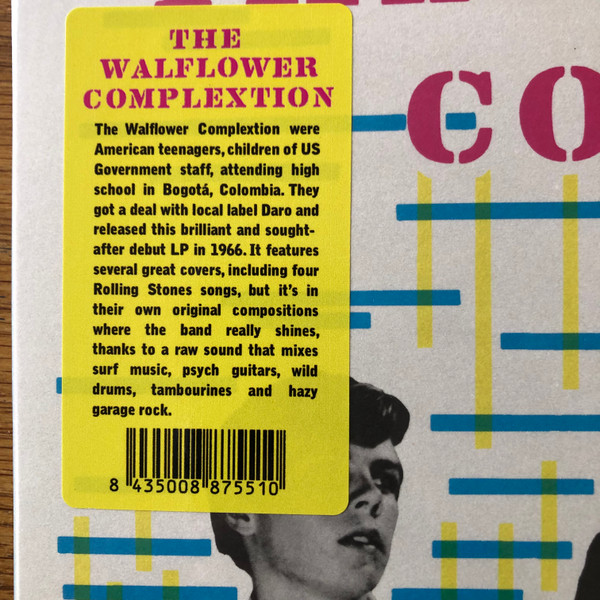 THE
WALFLOWER
COMPLEXTION
The Walflower Complextion were
American teenagers, children of US
Government staff, attending high
school in Bogotá, Colombia. They
got a deal with local label Daro and
released this brilliant and sought-
after debut LP in 1966. It features
several great covers, including four
Rolling Stones songs, but it's in
their own original compositions
where the band really shines,
thanks to a raw sound that mixes
surf music, psych guitars, wild
drums, tambourines and hazy
garage rock.
8 435008 875510
CO